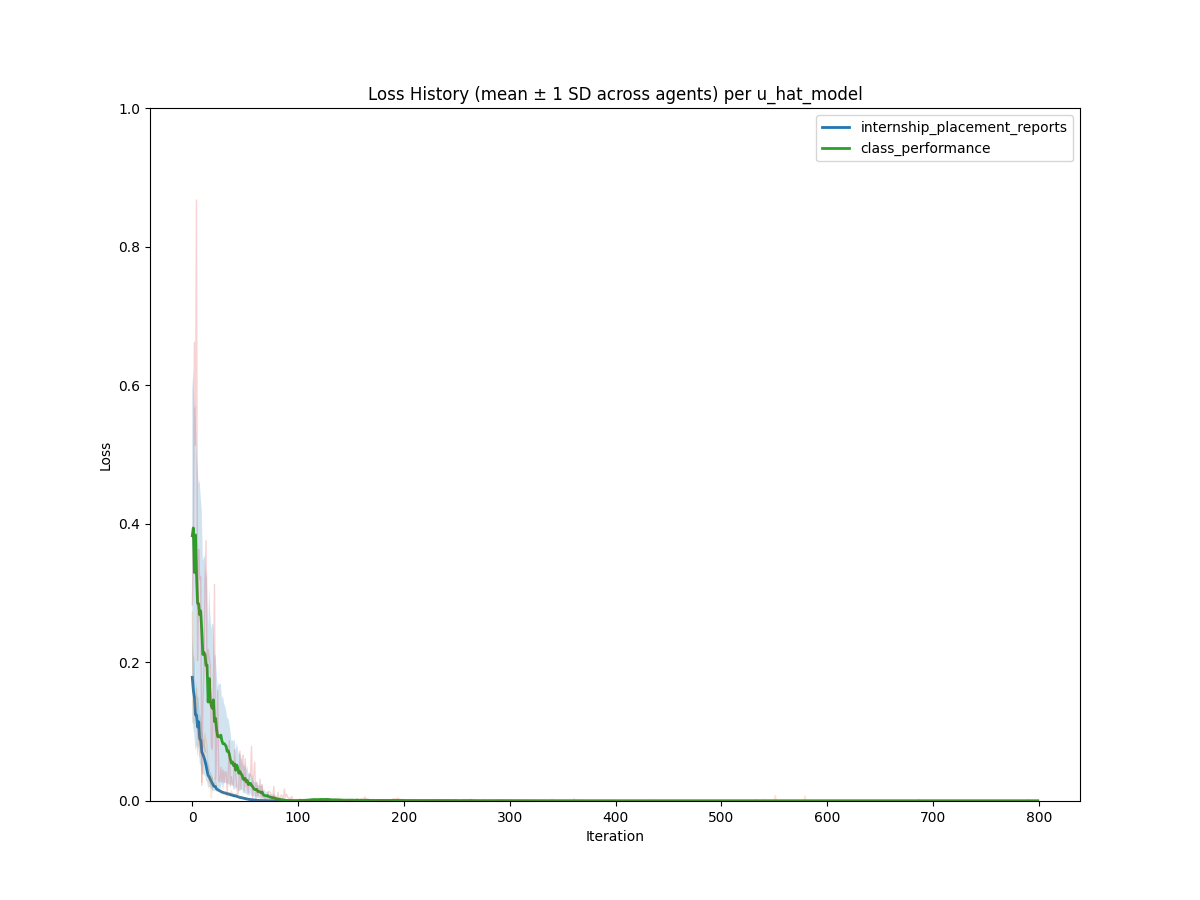 Loss History (mean ± 1 SD across agents) per u_hat_model
internship_placement_reports
class_performance
Loss
1.0
0.8
0.6
0.4
0.2
0.0
0 100 200 300 400 500 600 700 800
Iteration